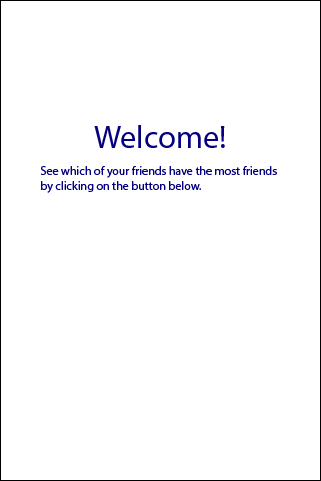 Welcome!
See which of your friends have the most friends
by clicking on the button below.